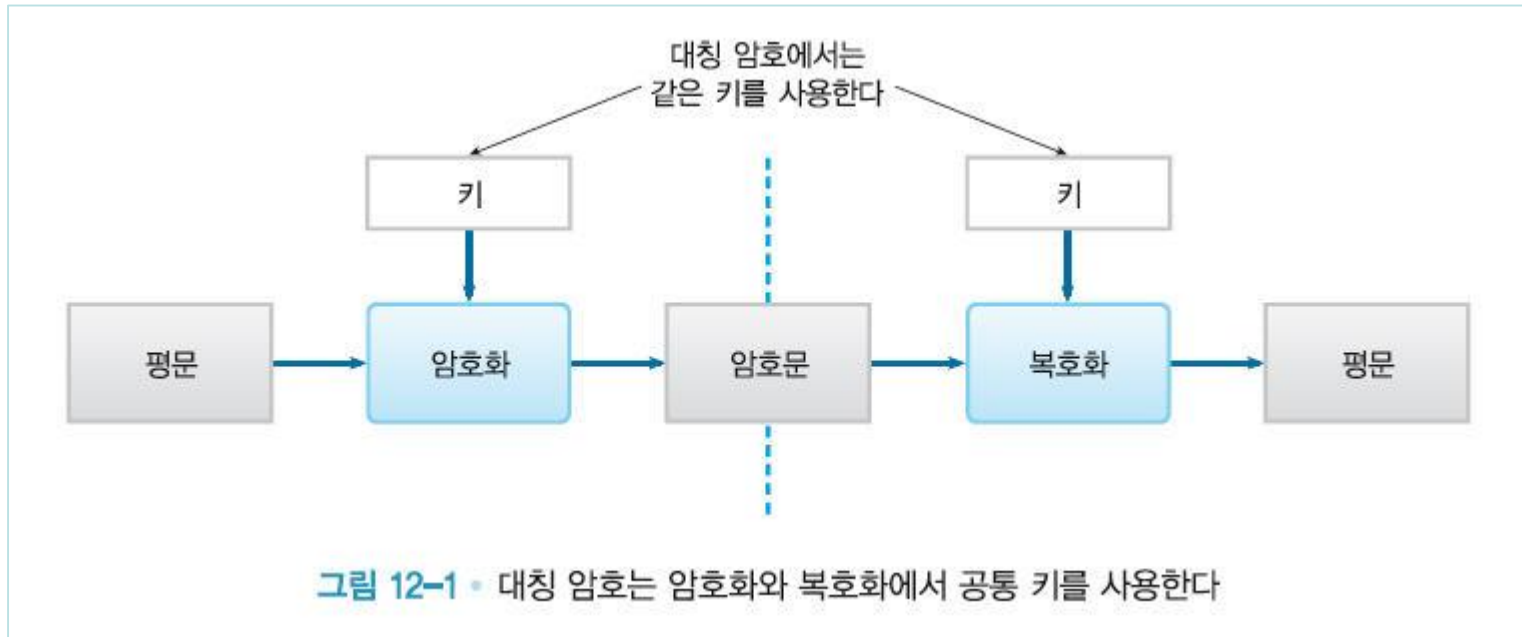 대칭 암호에서는
같은 키를 사용한다
키
키
평문
암호화
암호문
복호화
평문
그림 12-1 • 대칭 암호는 암호화와 복호화에서 공통 키를 사용한다